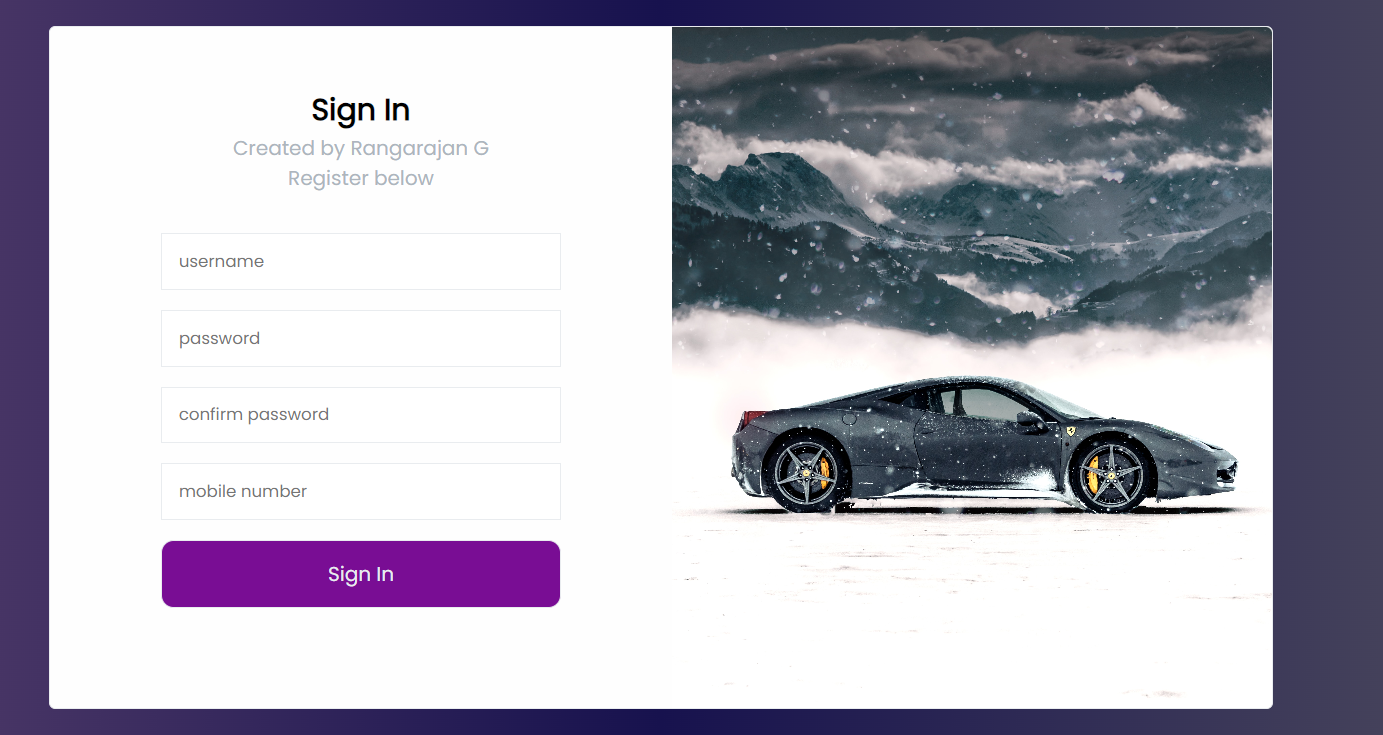 Sign In
Created by Rangarajan G
Register below
username
password
confirm password
mobile number
Sign In